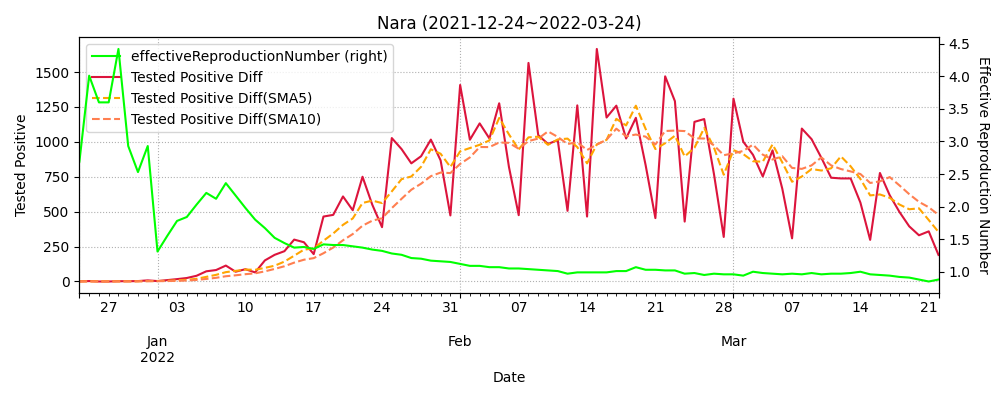 Nara (2021-12-24~2022-03-24)
effectiveReproductionNumber (right)
Tested Positive Diff
Tested Positive Diff(SMA5)
Tested Positive Diff(SMA10)
Tested Positive
1500
1250
1000
750
500
250
0
4.5
4.0
3.5
3.0
2.5
2.0
1.5
1.0
Effective Reproduction Number
27 03 10 17 24 31 07 14 21 28 07 14 21
Jan Feb Mar
2022
Date